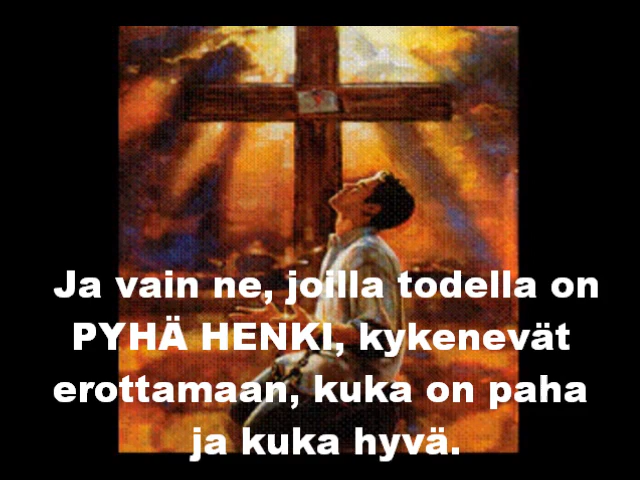 Ja vain ne, joilla todella on
PYHÄ HENKI, kykenevät
erottamaan, kuka on paha
ja kuka hyvä.